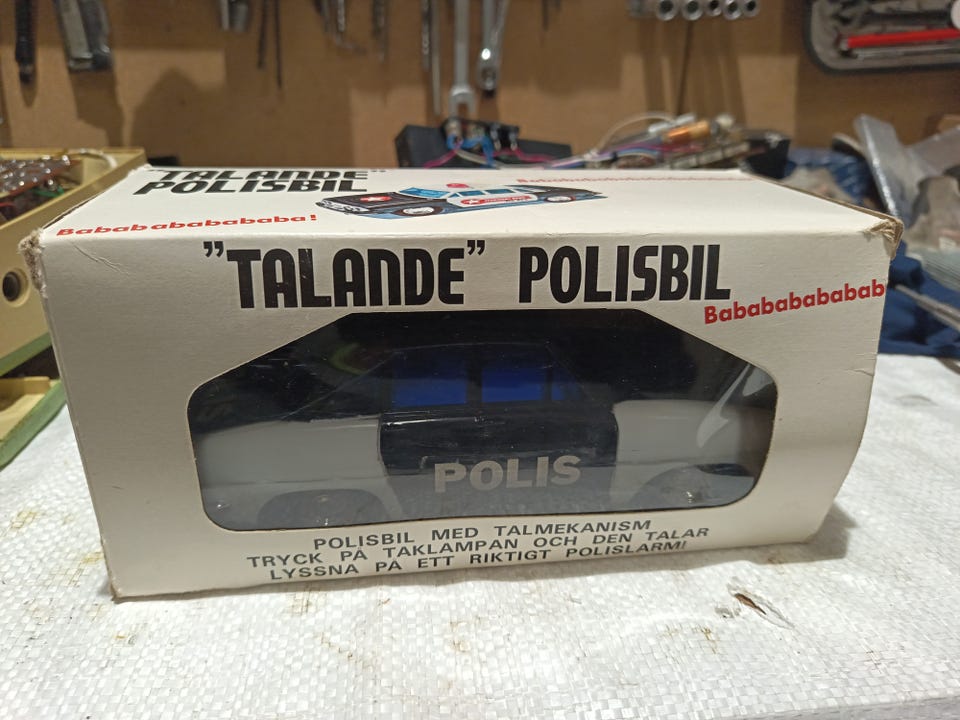 "TALANDE"
POLISBIL
Babababababababa!
"TALANDE" POLISBIL
Babababababab
POLIS
POLISBIL MED TALMEKANISM
TRYCK PÅ TAKLAMPAN OCH DEN TALAR
LYSSNA PÅ ETT RIKTIGT POLISLARM!